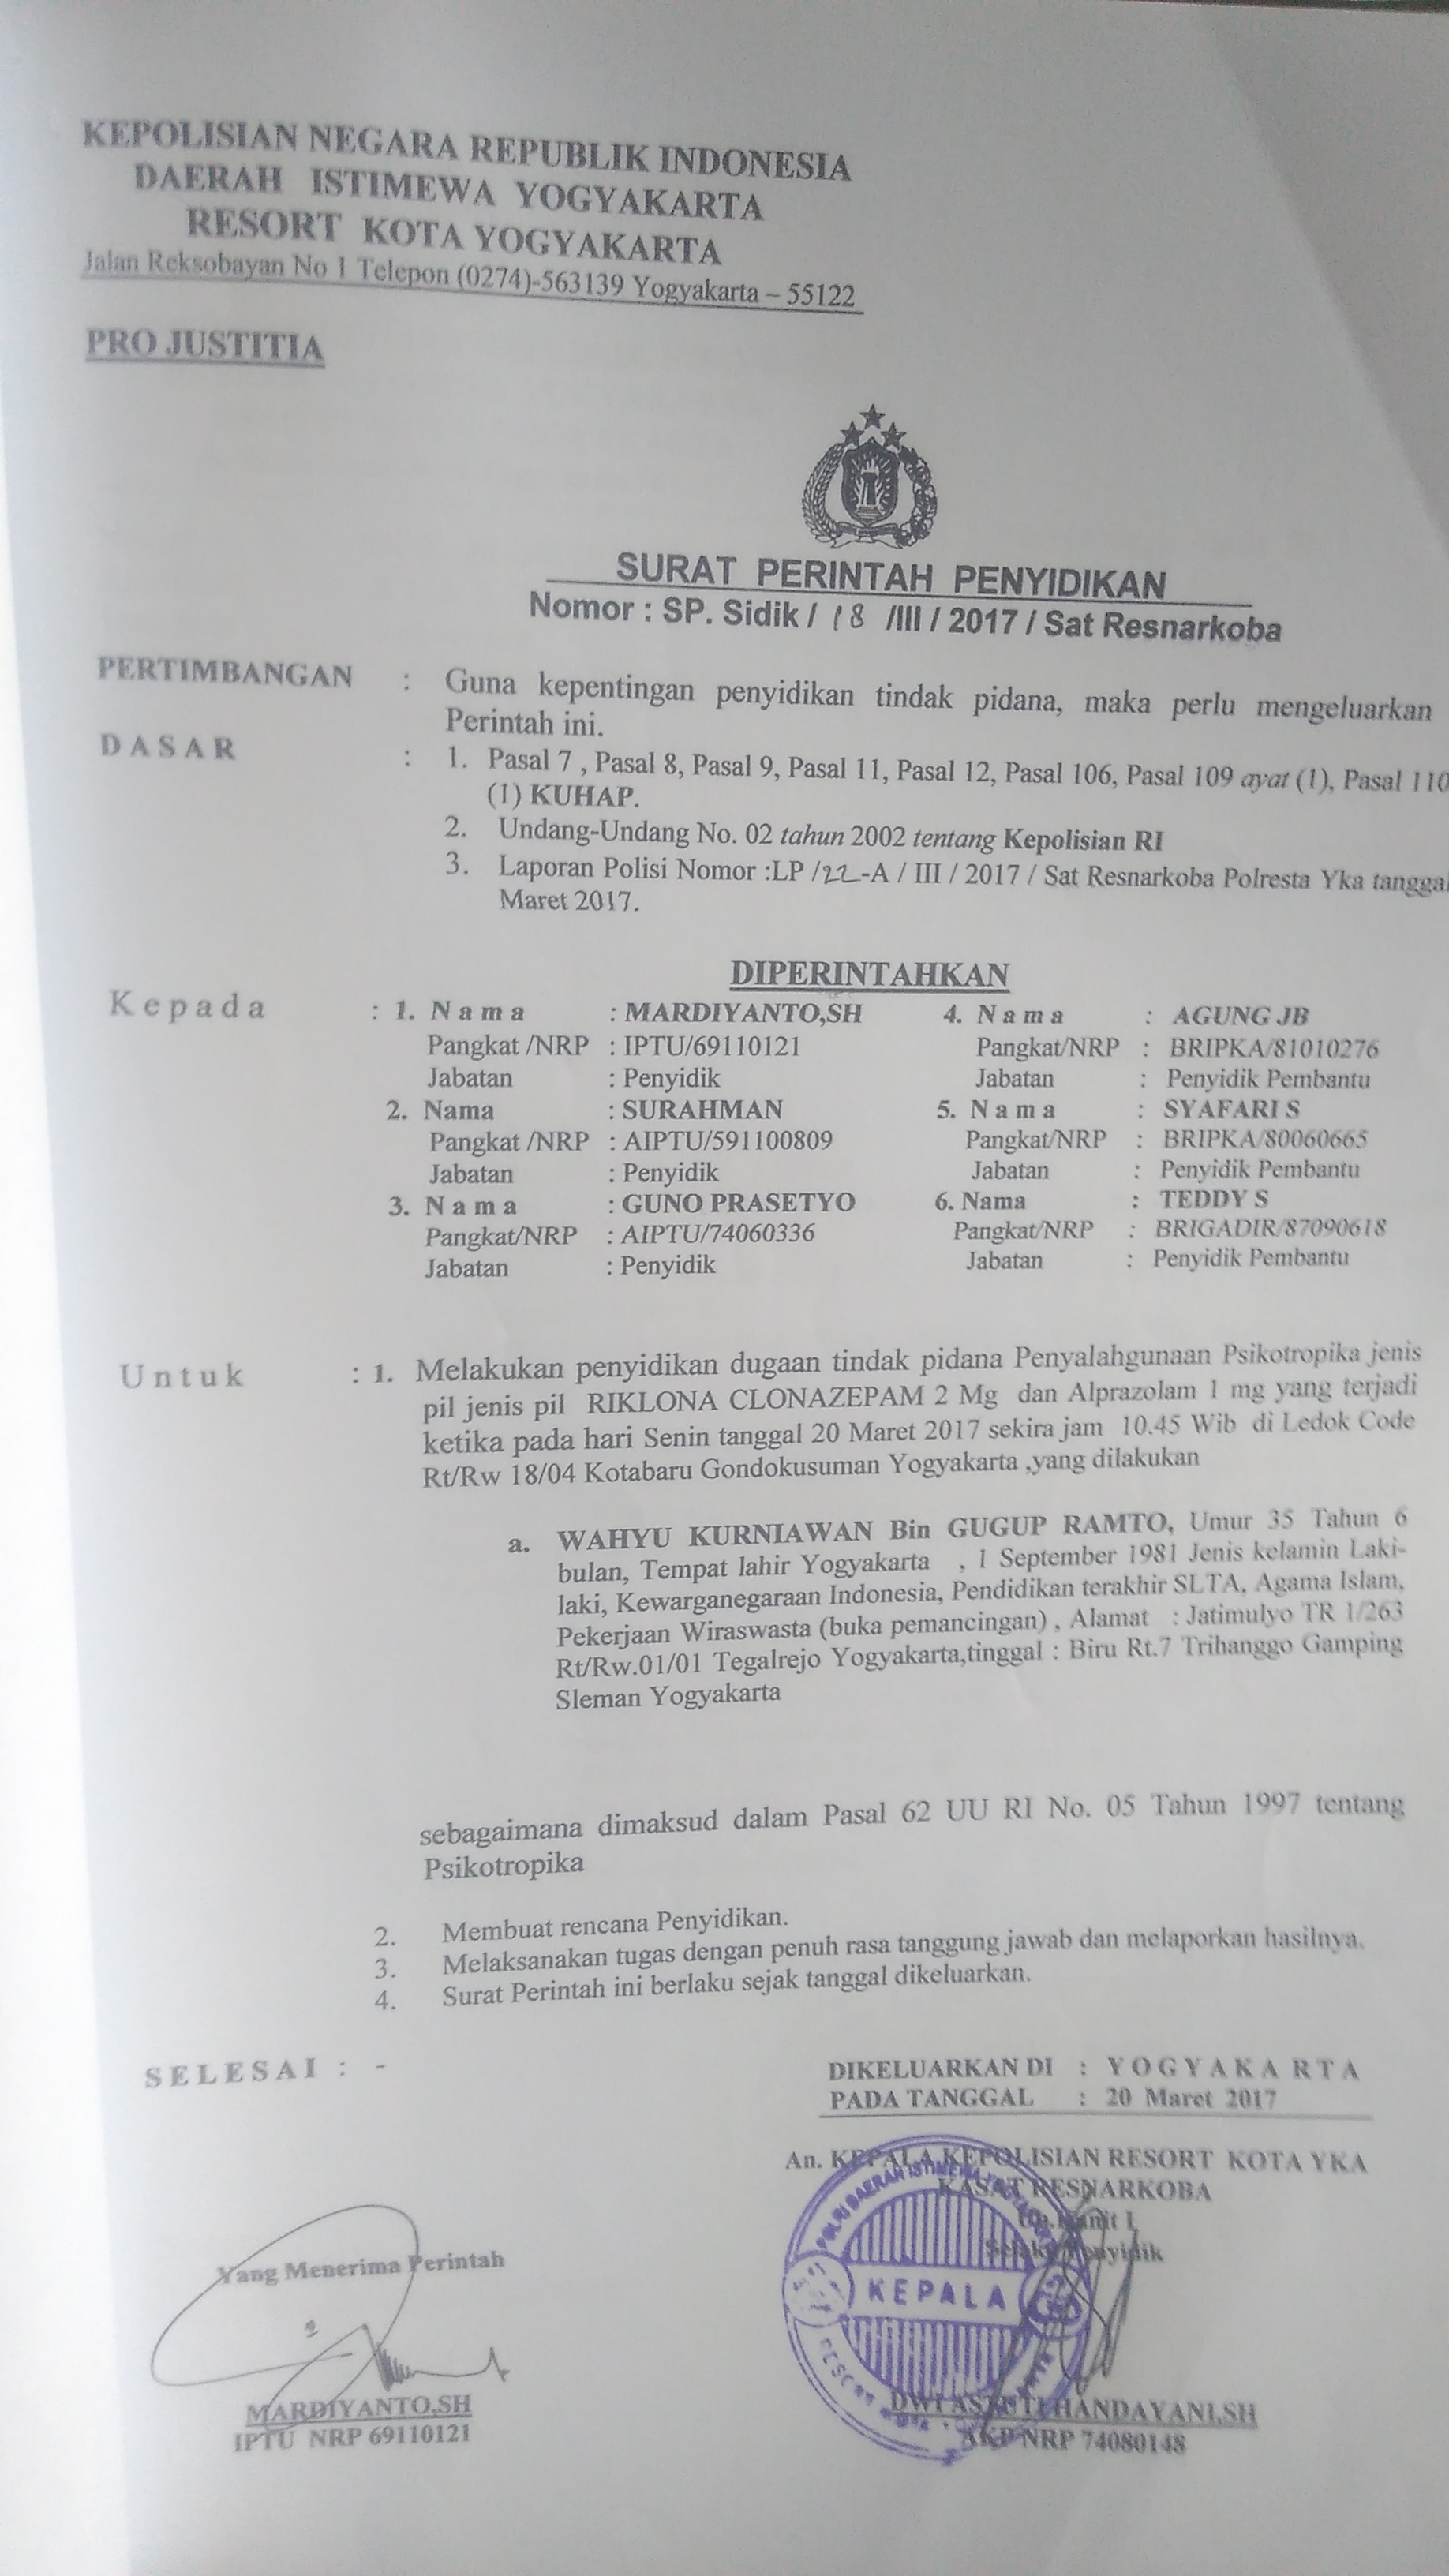 KEPOLISIAN NEGARA REPUBLIK INDONESIA
DAERAH ISTIMEWA YOGYAKARTA
RESORT KOTA YOGYAKARTA
Jalan Reksobayan No 1 Telepon (0274)-563139 Yogyakarta – 55122
PRO JUSTITIA
SURAT PERINTAH PENYIDIKAN
Nomor : SP. Sidik / 18 /III / 2017 / Sat Resnarkoba
PERTIMBANGAN : Guna kepentingan penyidikan tindak pidana, maka perlu mengeluarkan
Perintah ini.
DASAR : 1. Pasal 7 , Pasal 8, Pasal 9, Pasal 11, Pasal 12, Pasal 106, Pasal 109 ayat (1), Pasal 110
(1) KUHAP.
2. Undang-Undang No. 02 tahun 2002 tentang Kepolisian RI
3. Laporan Polisi Nomor :LP /22-A / III / 2017 / Sat Resnarkoba Polresta Yka tanggal
Maret 2017.
DIPERINTAHKAN
Kepada : 1. Nama : MARDIYANTO,SH 4. Nama : AGUNG JB
Pangkat /NRP : IPTU/69110121 Pangkat/NRP : BRIPKA/81010276
Jabatan : Penyidik Jabatan : Penyidik Pembantu
2. Nama : SURAHMAN 5. Nama : SYAFARI S
Pangkat /NRP : AIPTU/591100809 Pangkat/NRP : BRIPKA/80060665
Jabatan : Penyidik Jabatan : Penyidik Pembantu
3. Nama : GUNO PRASETYO 6. Nama : TEDDY S
Pangkat/NRP : AIPTU/74060336 Pangkat/NRP : BRIGADIR/87090618
Jabatan : Penyidik Jabatan : Penyidik Pembantu
Untuk : 1. Melakukan penyidikan dugaan tindak pidana Penyalahgunaan Psikotropika jenis
pil jenis pil RIKLONA CLONAZEPAM 2 Mg dan Alprazolam 1 mg yang terjadi
ketika pada hari Senin tanggal 20 Maret 2017 sekira jam 10.45 Wib di Ledok Code
Rt/Rw 18/04 Kotabaru Gondokusuman Yogyakarta ,yang dilakukan
a. WAHYU KURNIAWAN Bin GUGUP RAMTO, Umur 35 Tahun 6
bulan, Tempat lahir Yogyakarta , 1 September 1981 Jenis kelamin Laki-
laki, Kewarganegaraan Indonesia, Pendidikan terakhir SLTA, Agama Islam,
Pekerjaan Wiraswasta (buka pemancingan) , Alamat : Jatimulyo TR 1/263
Rt/Rw.01/01 Tegalrejo Yogyakarta,tinggal : Biru Rt.7 Trihanggo Gamping
Sleman Yogyakarta
sebagaimana dimaksud dalam Pasal 62 UU RI No. 05 Tahun 1997 tentang
Psikotropika
2. Membuat rencana Penyidikan.
3. Melaksanakan tugas dengan penuh rasa tanggung jawab dan melaporkan hasilnya.
4. Surat Perintah ini berlaku sejak tanggal dikeluarkan.
SELESAI : -
DIKELUARKAN DI : YOGYAKARTA
PADA TANGGAL : 20 Maret 2017
An. KEPALA KEPOLISIAN RESORT KOTA YKA
KASAT RESNARKOBA
Selaku Penyidik
Yang Menerima Perintah
KEPALA
MARDIYANTO,SH
IPTU NRP 69110121
DWI ASTUTI HANDAYANI,SH
AKP NRP 74080148